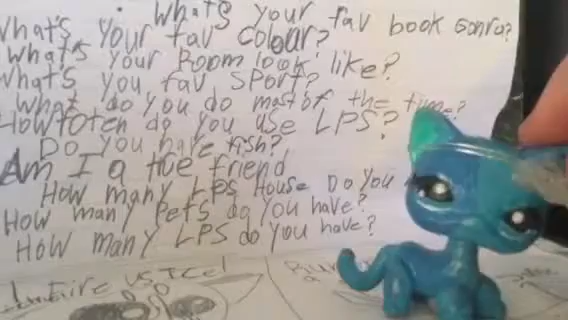 What's your fav book Gonra?
What's your fav colour?
What's your Room look like?
What's you fav SPort?
What do you do most of the time?
How foten do you use LPS?
Do you have fish?
Am I a true friend
How many LPS House Do You
How many Pets do you have?
How many LPS do you have?
Fire VS ICe!